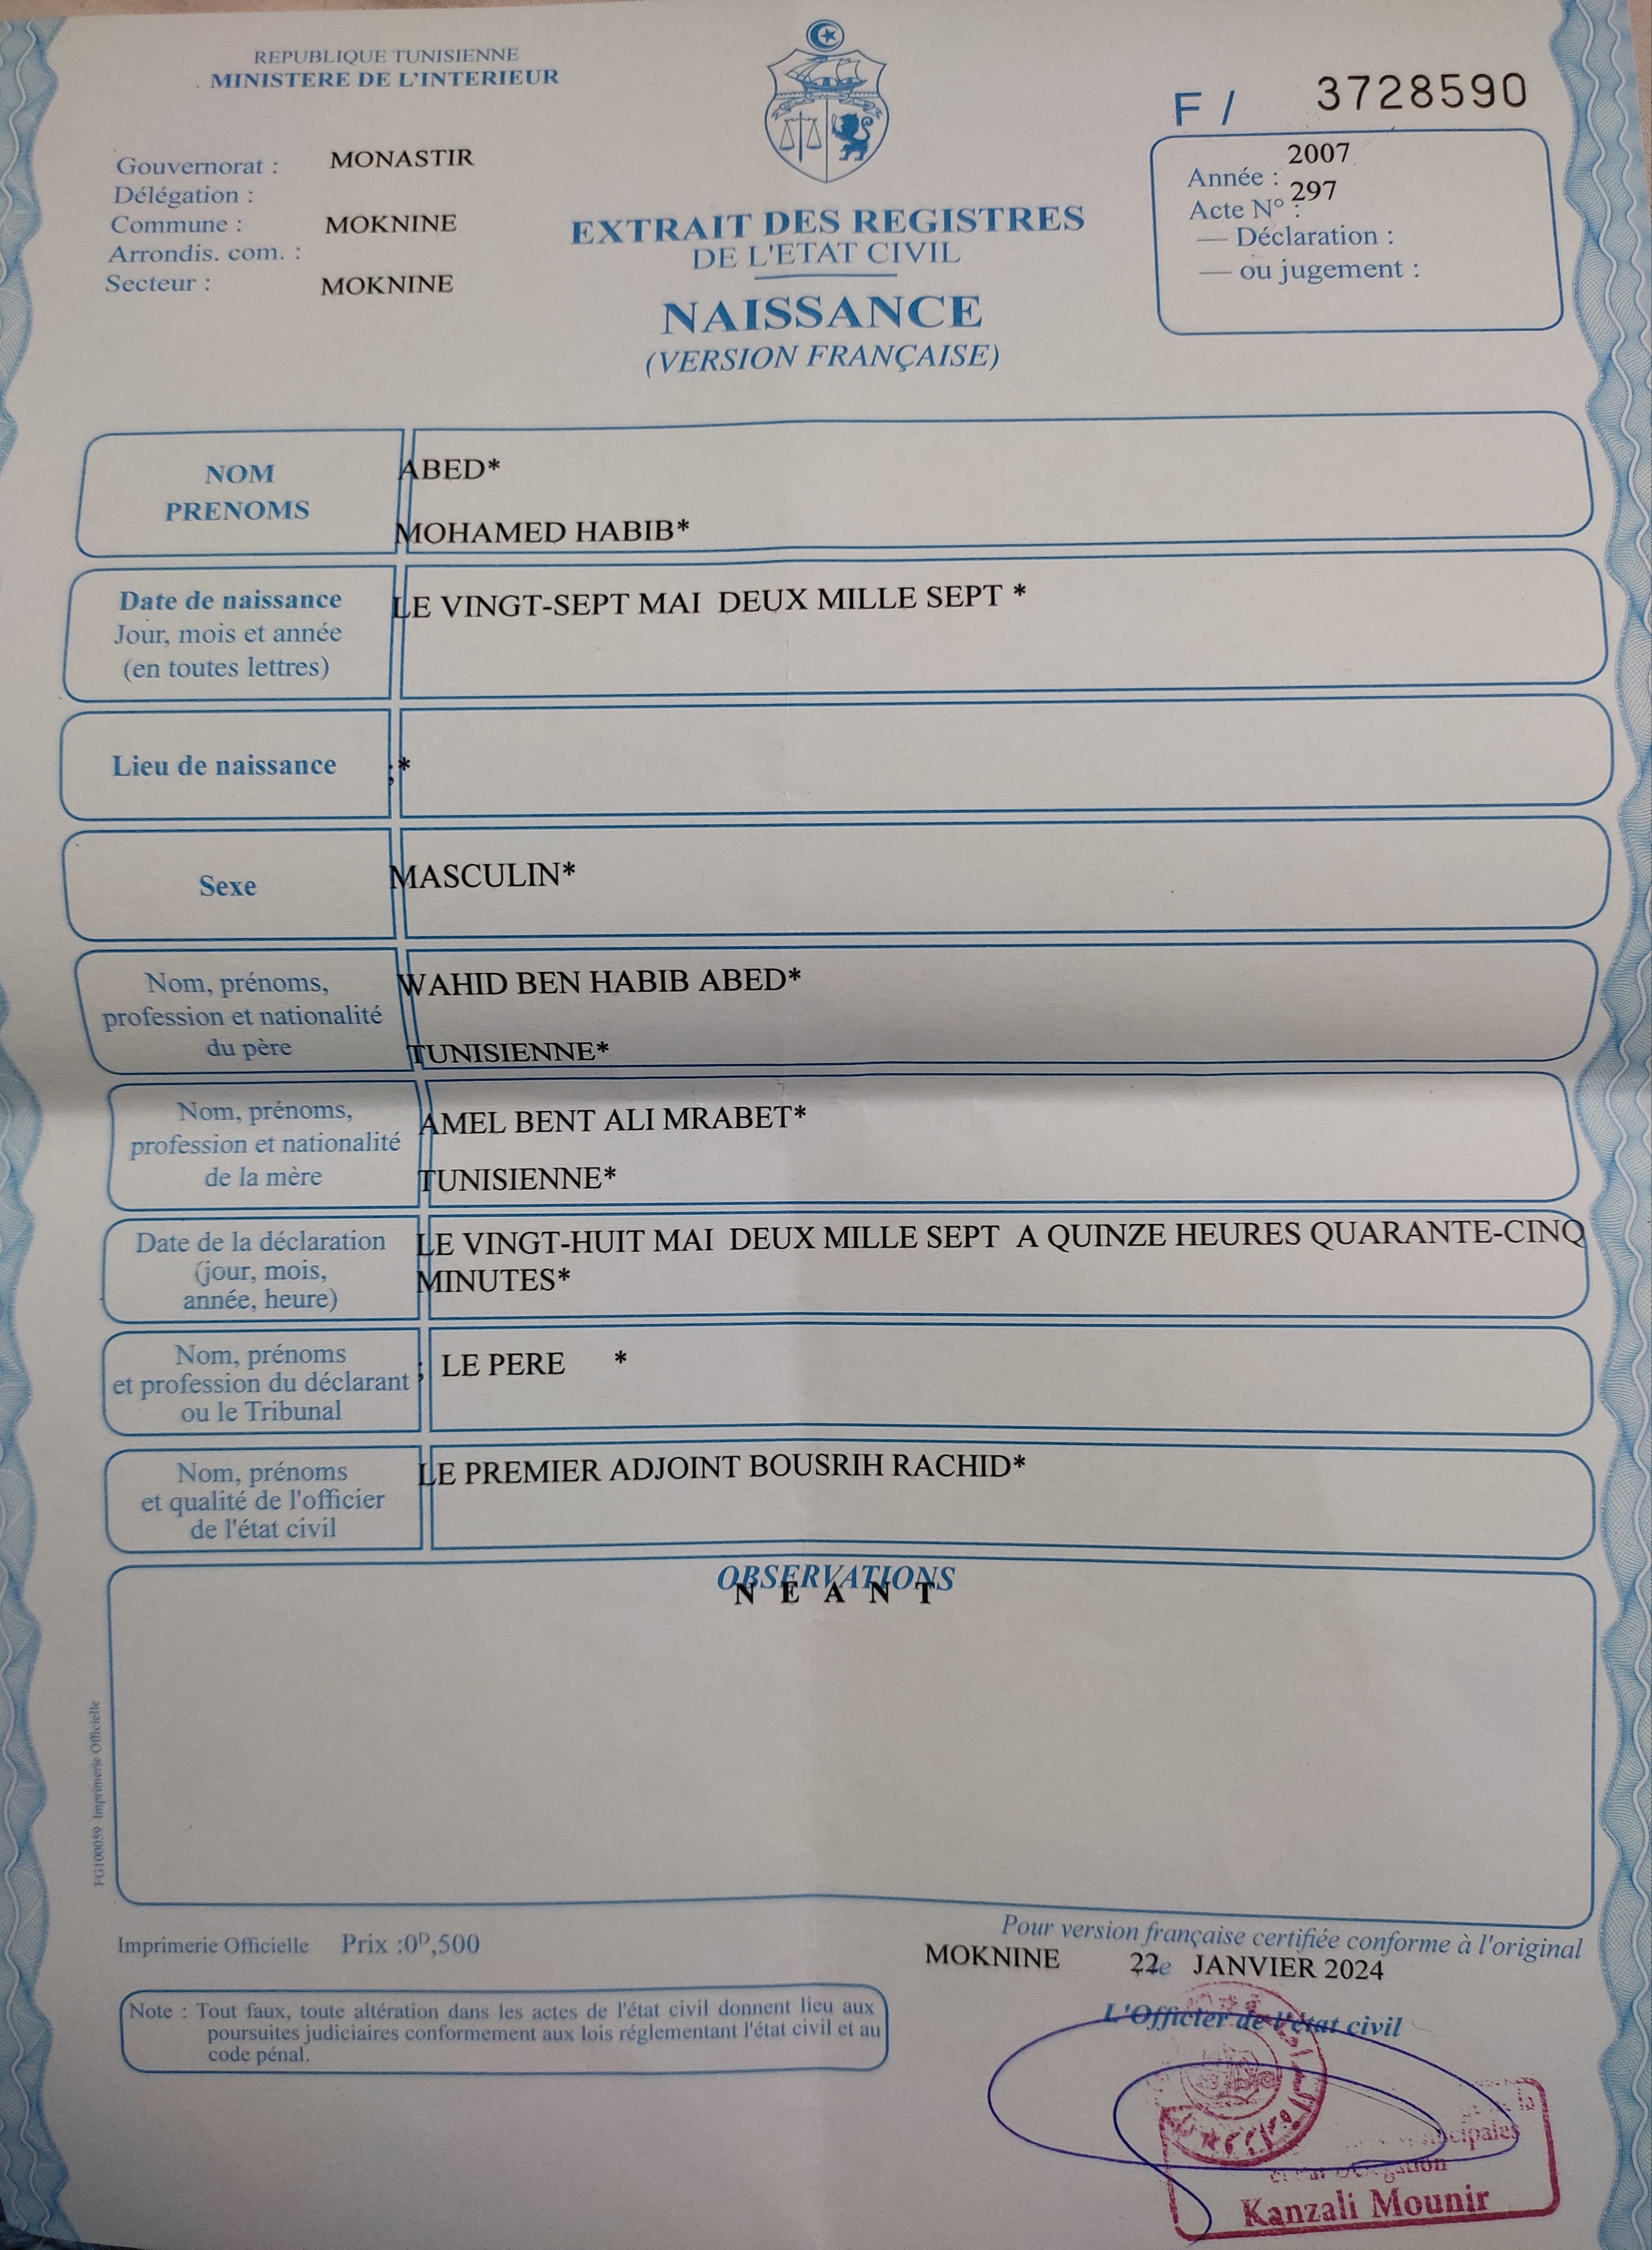 REPUBLIQUE TUNISIENNE
MINISTERE DE L'INTERIEUR
F / 3728590
Gouvernorat : MONASTIR
Délégation :
Commune : MOKNINE
Arrondis. com. :
Secteur : MOKNINE
EXTRAIT DES REGISTRES
DE L'ETAT CIVIL
NAISSANCE
(VERSION FRANÇAISE)
2007
Année :
297
Acte N° :
— Déclaration :
— ou jugement :
NOM ABED*
PRENOMS MOHAMED HABIB*
Date de naissance LE VINGT-SEPT MAI DEUX MILLE SEPT *
Jour, mois et année
(en toutes lettres)
Lieu de naissance ;*
Sexe MASCULIN*
Nom, prénoms, WAHID BEN HABIB ABED*
profession et nationalité
du père TUNISIENNE*
Nom, prénoms, AMEL BENT ALI MRABET*
profession et nationalité
de la mère TUNISIENNE*
Date de la déclaration LE VINGT-HUIT MAI DEUX MILLE SEPT A QUINZE HEURES QUARANTE-CINQ
(jour, mois, MINUTES*
année, heure)
Nom, prénoms ; LE PERE *
et profession du déclarant
ou le Tribunal
Nom, prénoms LE PREMIER ADJOINT BOUSRIH RACHID*
et qualité de l'officier
de l'état civil
OBSERVATIONS
N E A N T
FG100059 Imprimerie Officielle
Imprimerie Officielle Prix :0ᴰ,500
Pour version française certifiée conforme à l'original
MOKNINE 22 JANVIER 2024
Note : Tout faux, toute altération dans les actes de l'état civil donnent lieu aux
poursuites judiciaires conformement aux lois réglementant l'état civil et au
code pénal.
L'Officier de l'état civil
Kanzali Mounir